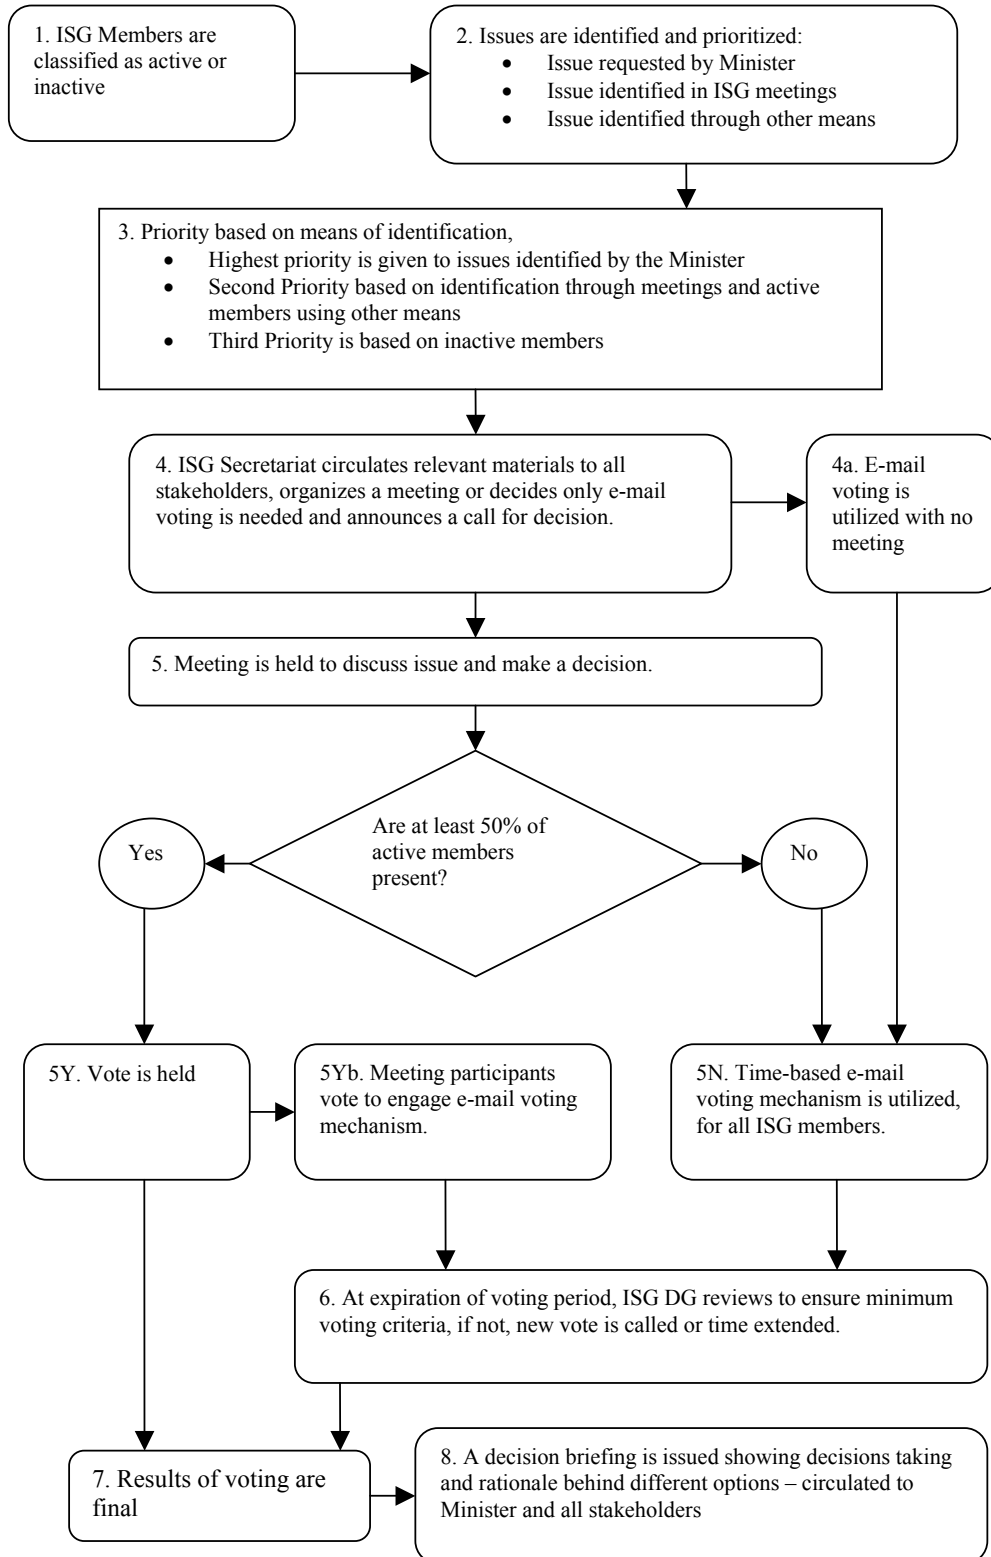 1. ISG Members are
classified as active or
inactive
2. Issues are identified and prioritized:
• Issue requested by Minister
• Issue identified in ISG meetings
• Issue identified through other means
3. Priority based on means of identification,
• Highest priority is given to issues identified by the Minister
• Second Priority based on identification through meetings and active
members using other means
• Third Priority is based on inactive members
4. ISG Secretariat circulates relevant materials to all
stakeholders, organizes a meeting or decides only e-mail
voting is needed and announces a call for decision.
4a. E-mail
voting is
utilized with no
meeting
5. Meeting is held to discuss issue and make a decision.
Are at least 50% of
active members
present?
Yes
No
5Y. Vote is held
5Yb. Meeting participants
vote to engage e-mail voting
mechanism.
5N. Time-based e-mail
voting mechanism is utilized,
for all ISG members.
6. At expiration of voting period, ISG DG reviews to ensure minimum
voting criteria, if not, new vote is called or time extended.
7. Results of voting are
final
8. A decision briefing is issued showing decisions taking
and rationale behind different options – circulated to
Minister and all stakeholders